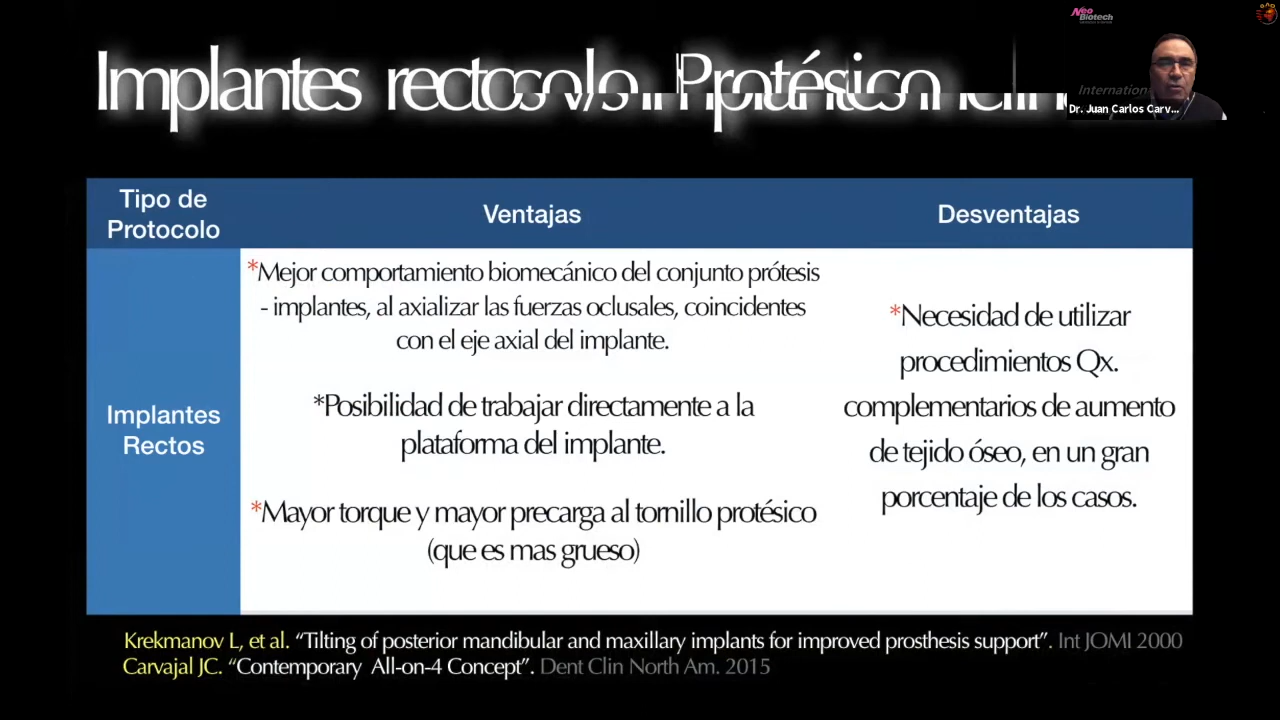 Neo Biotech
Implantes rectos
Internation
Dr. Juan Carlos Carv...
Tipo de
Protocolo
Ventajas
Desventajas
Implantes
Rectos
*Mejor comportamiento biomecánico del conjunto prótesis
- implantes, al axializar las fuerzas oclusales, coincidentes
con el eje axial del implante.
*Posibilidad de trabajar directamente a la
plataforma del implante.
*Mayor torque y mayor precarga al tornillo protésico
(que es mas grueso)
*Necesidad de utilizar
procedimientos Qx.
complementarios de aumento
de tejido óseo, en un gran
porcentaje de los casos.
Krekmanov L, et al. “Tilting of posterior mandibular and maxillary implants for improved prosthesis support”. Int JOMI 2000
Carvajal JC. “Contemporary All-on-4 Concept”. Dent Clin North Am. 2015